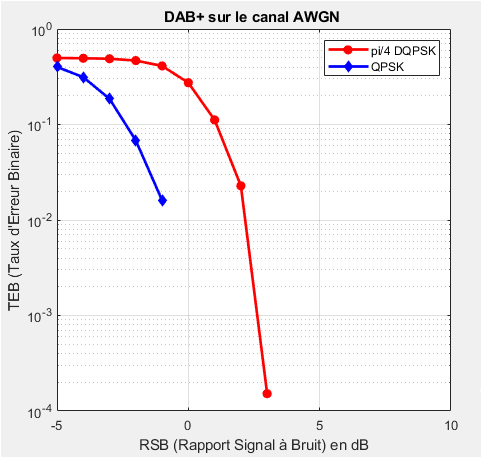 DAB+ sur le canal AWGN
pi/4 DQPSK
QPSK
TEB (Taux d'Erreur Binaire)
10^0
10^-1
10^-2
10^-3
10^-4
-5
0
5
10
RSB (Rapport Signal à Bruit) en dB